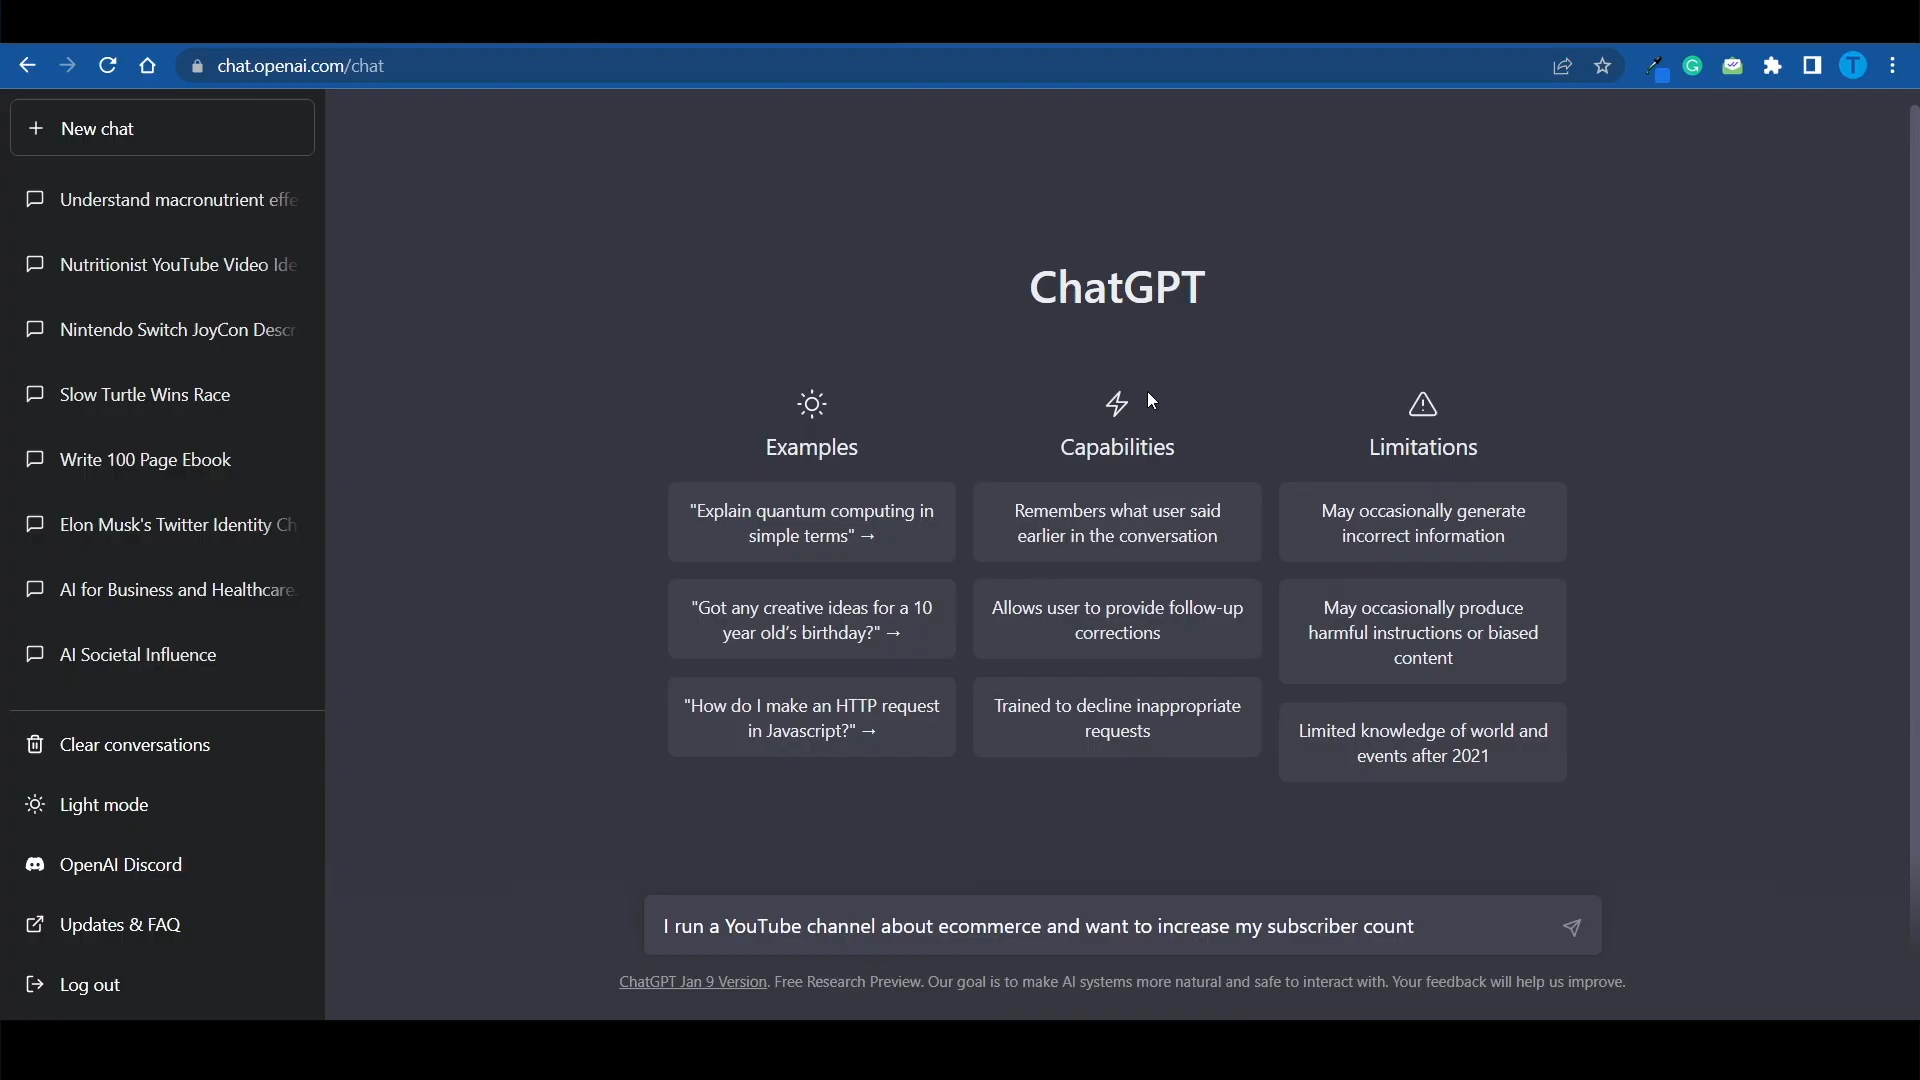 chat.openai.com/chat
T
New chat
Understand macronutrient effe
Nutritionist YouTube Video Ide
Nintendo Switch JoyCon Descr
Slow Turtle Wins Race
Write 100 Page Ebook
Elon Musk's Twitter Identity Ch
AI for Business and Healthcare.
AI Societal Influence
Clear conversations
Light mode
OpenAI Discord
Updates & FAQ
Log out
ChatGPT
Examples
"Explain quantum computing in
simple terms" →
"Got any creative ideas for a 10
year old's birthday?" →
"How do I make an HTTP request
in Javascript?" →
Capabilities
Remembers what user said
earlier in the conversation
Allows user to provide follow-up
corrections
Trained to decline inappropriate
requests
Limitations
May occasionally generate
incorrect information
May occasionally produce
harmful instructions or biased
content
Limited knowledge of world and
events after 2021
I run a YouTube channel about ecommerce and want to increase my subscriber count
ChatGPT Jan 9 Version. Free Research Preview. Our goal is to make AI systems more natural and safe to interact with. Your feedback will help us improve.